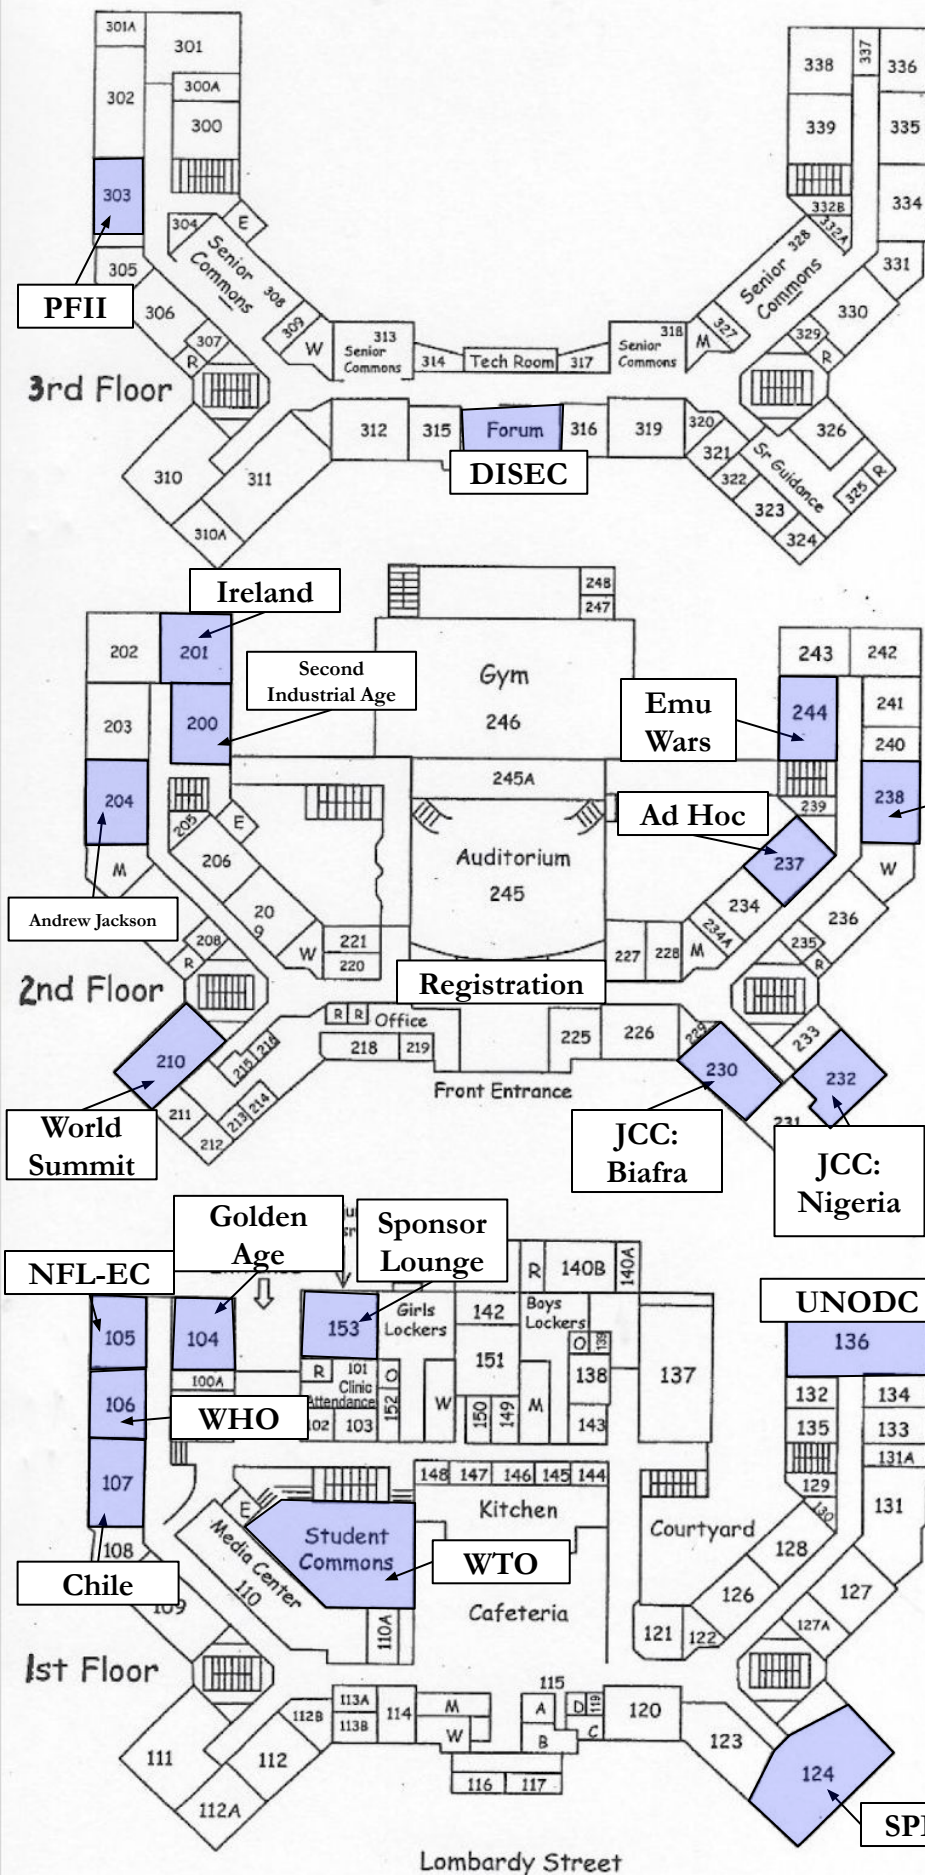 301A
301
337
338
336
302
300A
300
339
335
303
332B
334
304
E
332A
Senior
Commons
308
328
Senior
Commons
305
331
PFII
306
309
W
313
Senior
Commons
314
Tech Room
317
318
Senior
Commons
M
327
330
307
R
329
R
3rd Floor
312
315
Forum
316
319
320
326
DISEC
321
Sr Guidance
R
310
311
322
325
323
310A
324
Ireland
248
247
202
201
243
242
Second
Industrial Age
Gym
246
203
200
Emu
Wars
244
241
240
245A
204
238
205
E
Ad Hoc
239
206
Auditorium
245
237
M
W
Andrew Jackson
20
9
234
236
208
R
W
221
220
227
228
M
234A
235
R
2nd Floor
Registration
R
R
Office
225
226
229
233
218
219
216
215
210
230
232
Front Entrance
214
213
211
212
World
Summit
JCC:
Biafra
231
JCC:
Nigeria
Golden
Age
Sponsor
Lounge
NFL-EC
R
140B
140A
UNODC
105
104
153
Girls
Lockers
142
Boys
Lockers
O
139
136
100A
R
101
Clinic
Attendance
O
152
151
138
137
132
134
106
WHO
102
103
W
150
149
M
143
135
133
131A
107
148
147
146
145
144
129
E
Kitchen
130
131
Student
Commons
Media Center
110
Courtyard
108
WTO
128
Chile
126
127
109
110A
Cafeteria
121
122
127A
1st Floor
115
113A
113B
114
M
W
A
B
D
119
C
120
112B
123
111
112
124
116
117
112A
Lombardy Street